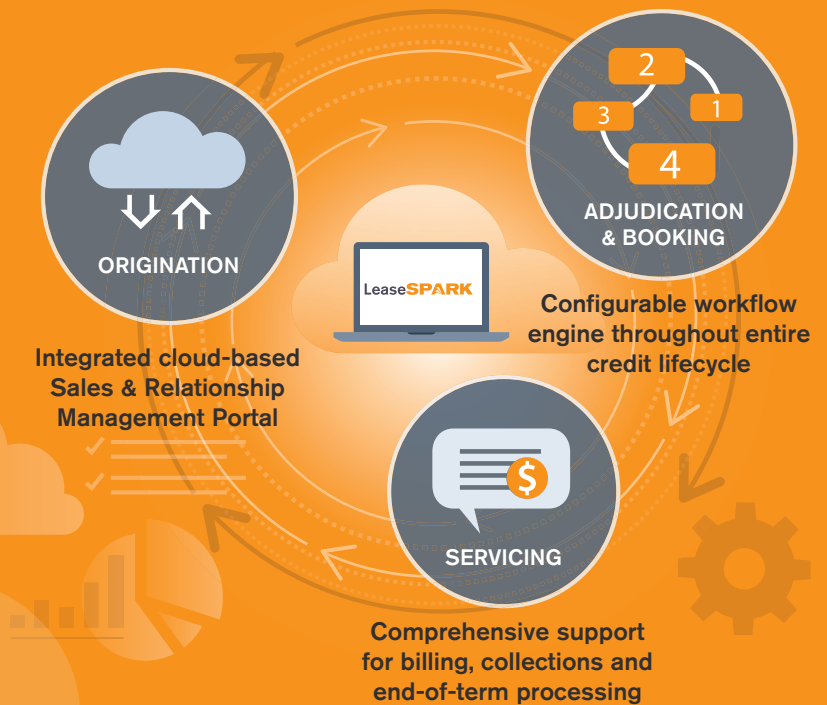 ORIGINATION
Integrated cloud-based
Sales & Relationship
Management Portal
LeaseSPARK
2
1
3
4
ADJUDICATION
& BOOKING
Configurable workflow
engine throughout entire
credit lifecycle
$
SERVICING
Comprehensive support
for billing, collections and
end-of-term processing